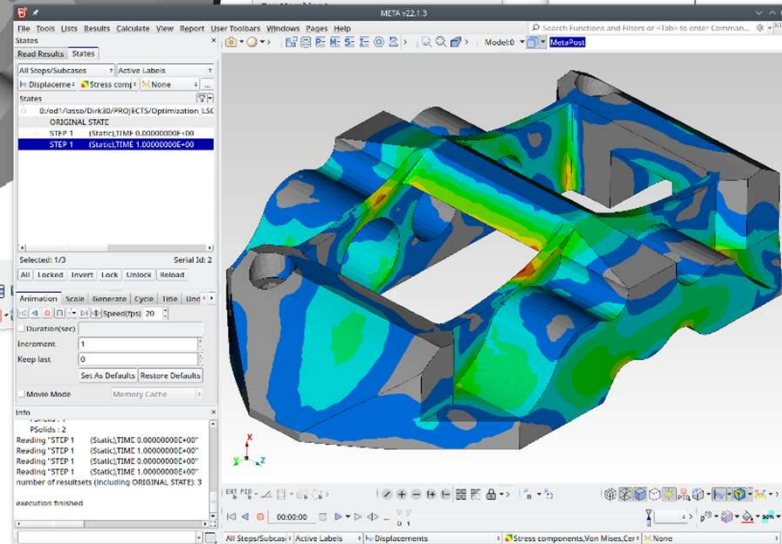 META v22.1.3
File Tools Lists Results Calculate View Report User Toolbars Windows Pages Help
Search Functions and Filters or <Tab> to enter Comman...
States
Model:0
MetaPost
Read Results States
All Steps/Subcases Active Labels
Displaceme Stress comp None ...
States
ORIGINAL STATE
STEP 1 (Static),TIME 0.00000000E+00
STEP 1 (Static),TIME 1.00000000E+00
Selected: 1/3 Serial Id: 2
All Locked Invert Lock Unlock Reload
Animation Scale Generate Cycle Title Und
Speed(fps) 20
Duration(sec)
Increment 1
Keep last 0
Set As Defaults Restore Defaults
Movie Mode Memory Cache
Info
PSolids : 2
Reading "STEP 1 (Static),TIME 0.00000000E+00"
Reading "STEP 1 (Static),TIME 1.00000000E+00"
Reading "STEP 1 (Static),TIME 0.00000000E+00"
Reading "STEP 1 (Static),TIME 1.00000000E+00"
number of resultsets (including ORIGINAL STATE): 3
execution finished
X
Y Z
EXT PID
00:00:00
0 1
All Steps/Subcas Active Labels Displacements Stress components,Von Mises,Cer None